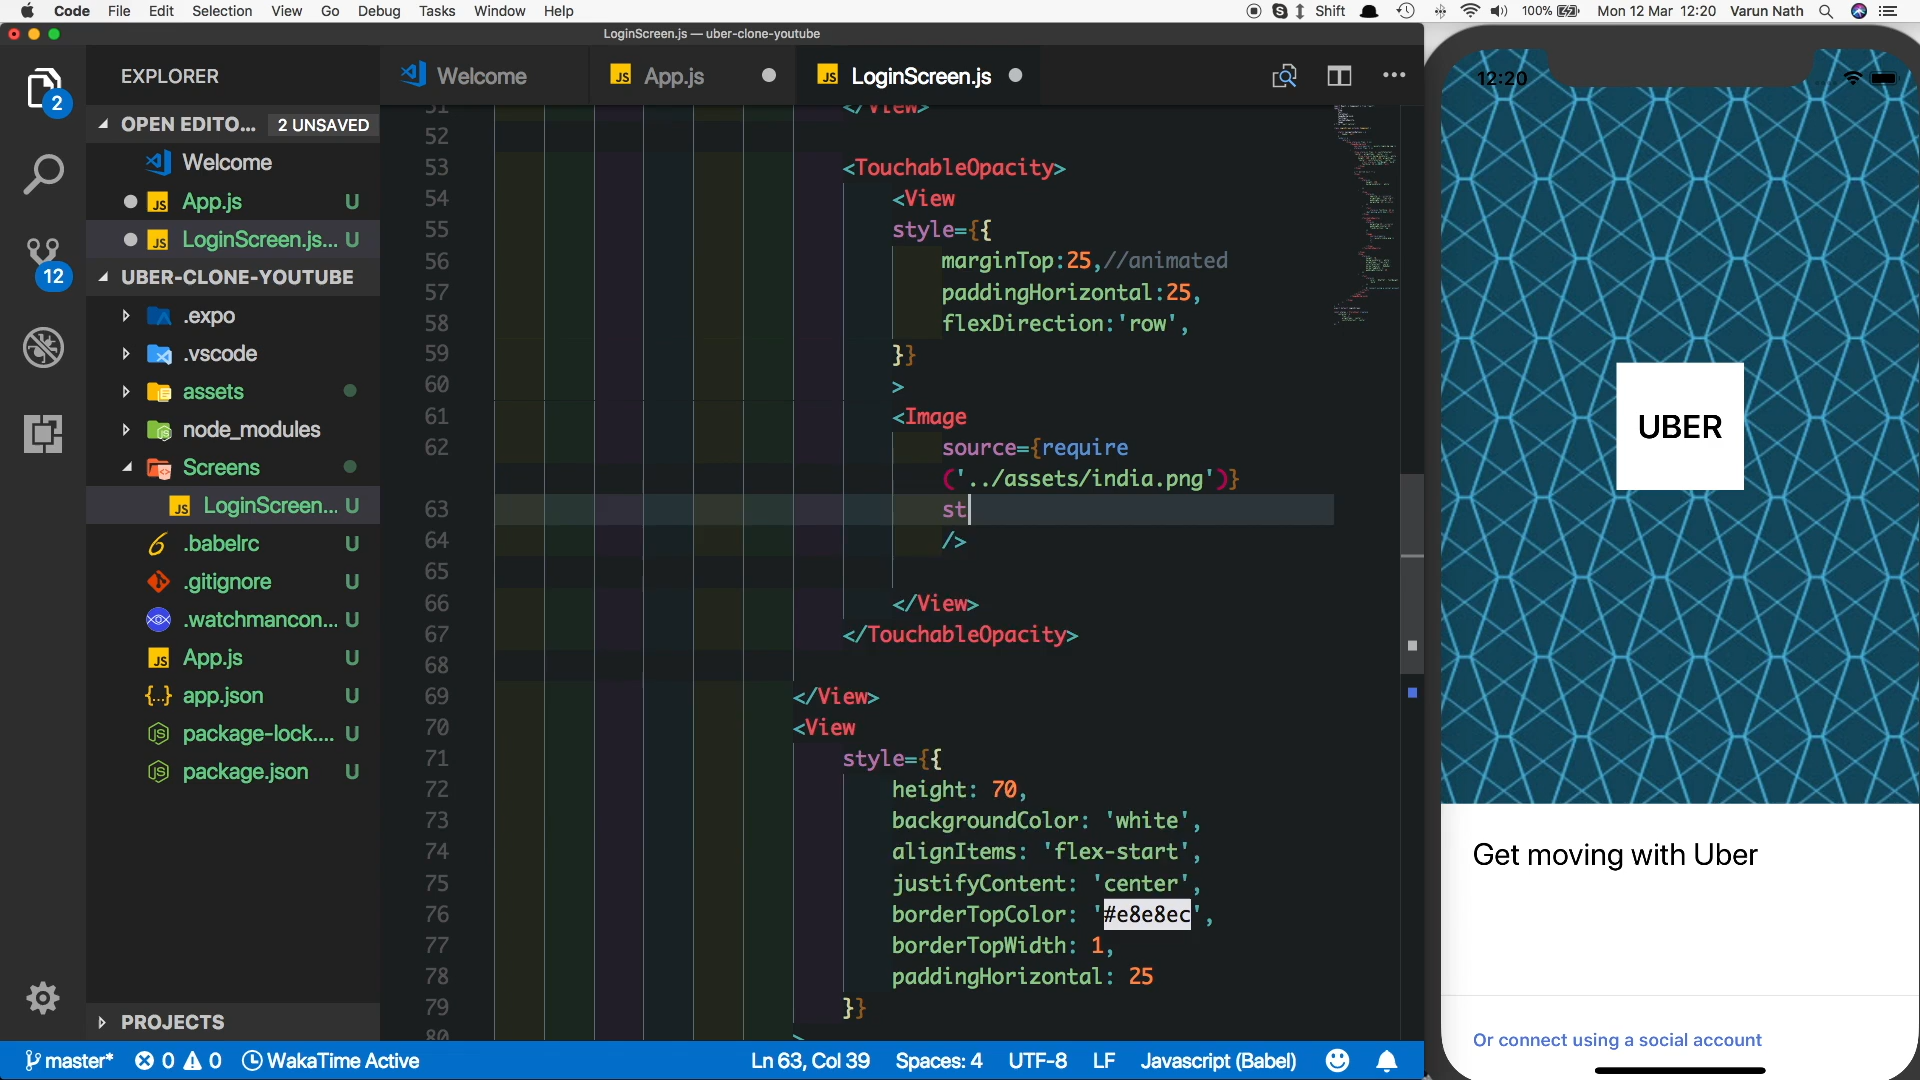 Code File Edit Selection View Go Debug Tasks Window Help Shift 100% Mon 12 Mar 12:20 Varun Nath
LoginScreen.js — uber-clone-youtube
EXPLORER
OPEN EDITO... 2 UNSAVED
Welcome
App.js U
LoginScreen.js... U
UBER-CLONE-YOUTUBE
.expo
.vscode
assets
node_modules
Screens
LoginScreen... U
.babelrc U
.gitignore U
.watchmancon... U
App.js U
app.json U
package-lock.... U
package.json U
PROJECTS
2
12
Welcome App.js LoginScreen.js
51 </View>
52
53 <TouchableOpacity>
54 <View
55 style={{
56 marginTop:25,//animated
57 paddingHorizontal:25,
58 flexDirection:'row',
59 }}
60 >
61 <Image
62 source={require
('../assets/india.png')}
63 st
64 />
65
66 </View>
67 </TouchableOpacity>
68
69 </View>
70 <View
71 style={{
72 height: 70,
73 backgroundColor: 'white',
74 alignItems: 'flex-start',
75 justifyContent: 'center',
76 borderTopColor: '#e8e8ec',
77 borderTopWidth: 1,
78 paddingHorizontal: 25
79 }}
80 >
master* 0 0 WakaTime Active Ln 63, Col 39 Spaces: 4 UTF-8 LF Javascript (Babel)
12:20
UBER
Get moving with Uber
Or connect using a social account